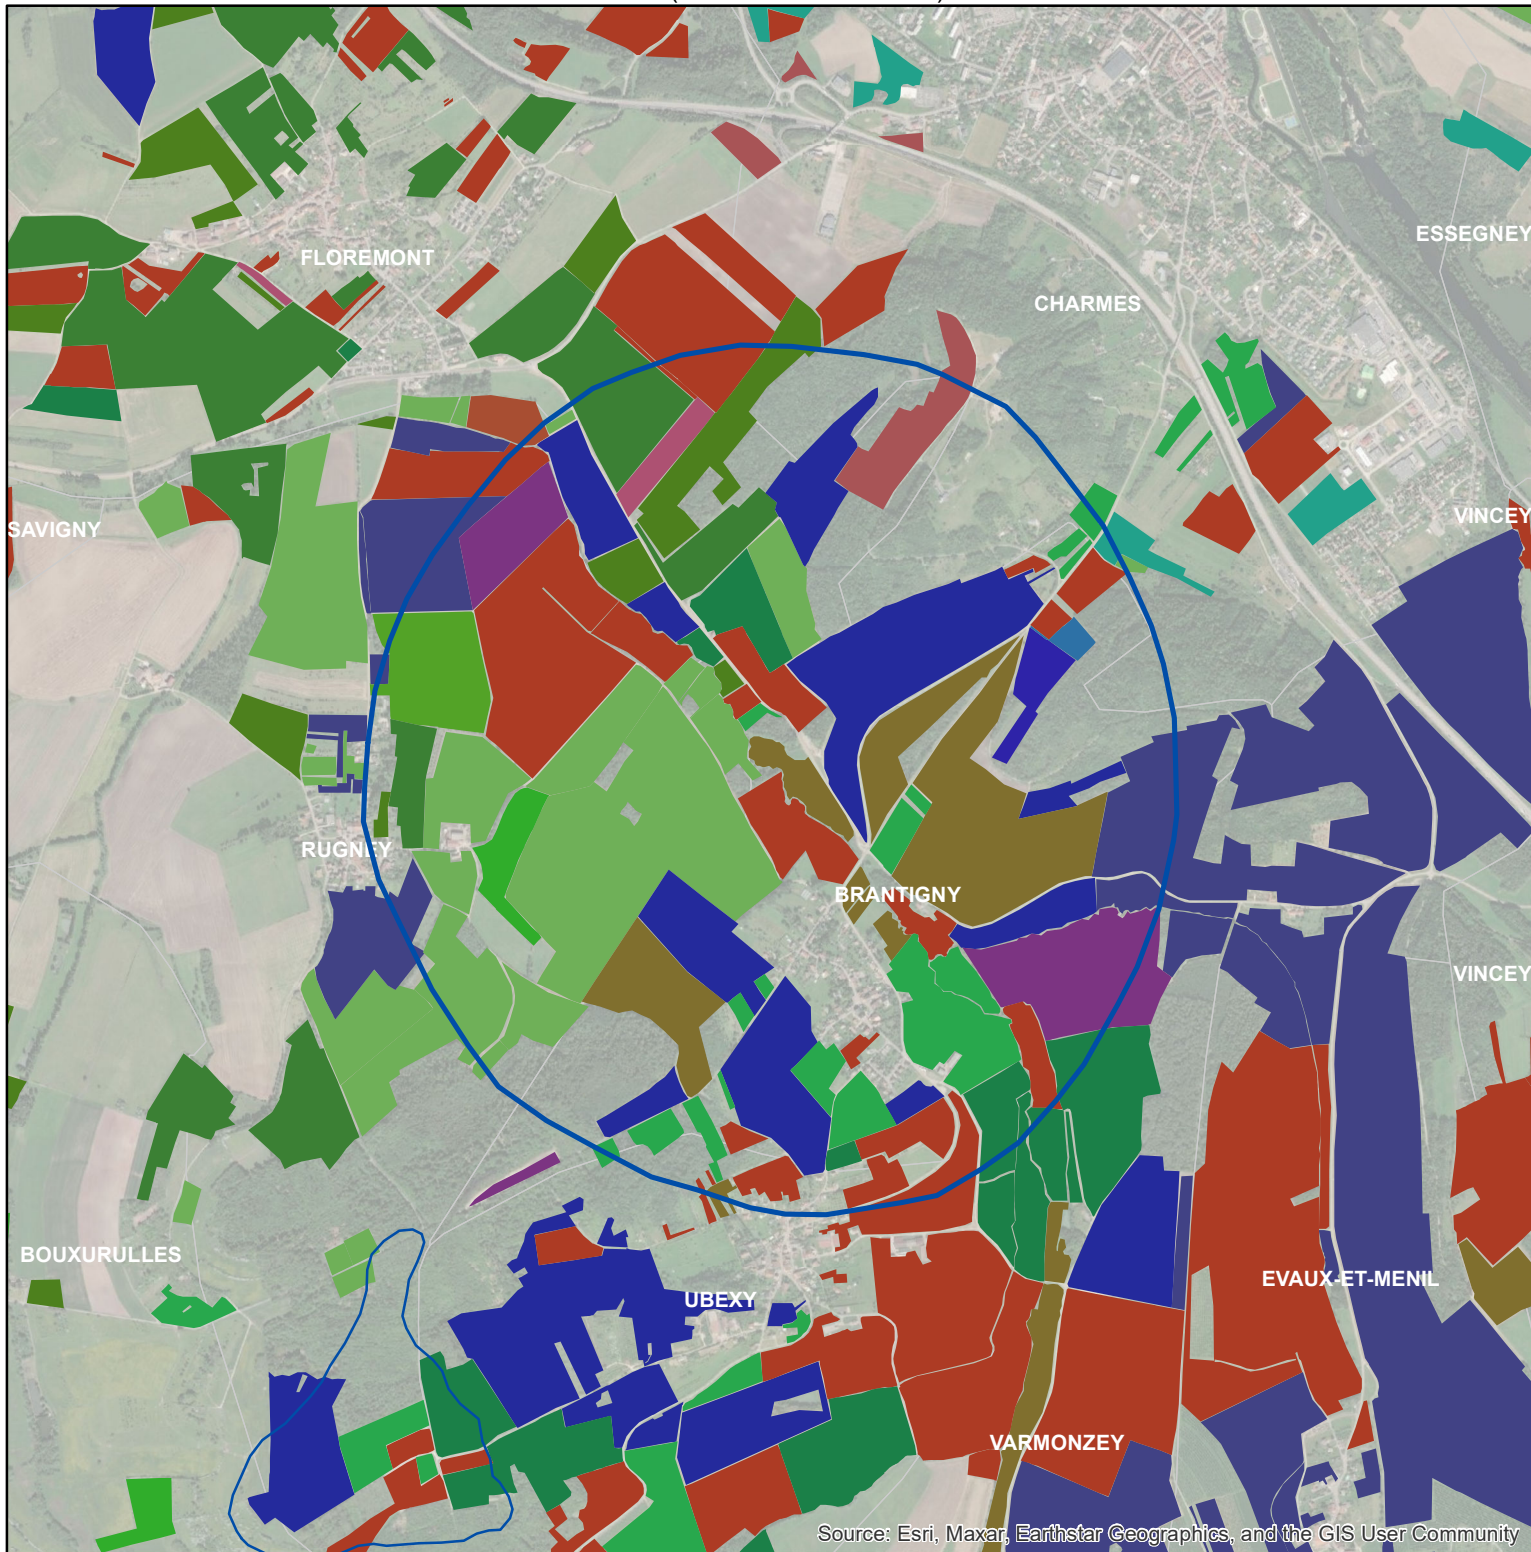 ESSEGNEY
FLOREMONT
CHARMES
SAVIGNY
VINCEY
RUGNEY
BRANTIGNY
VINCEY
BOUXURULLES
EVAUX-ET-MENIL
UBEXY
VARMONZEY
Source: Esri, Maxar, Earthstar Geographics, and the GIS User Community